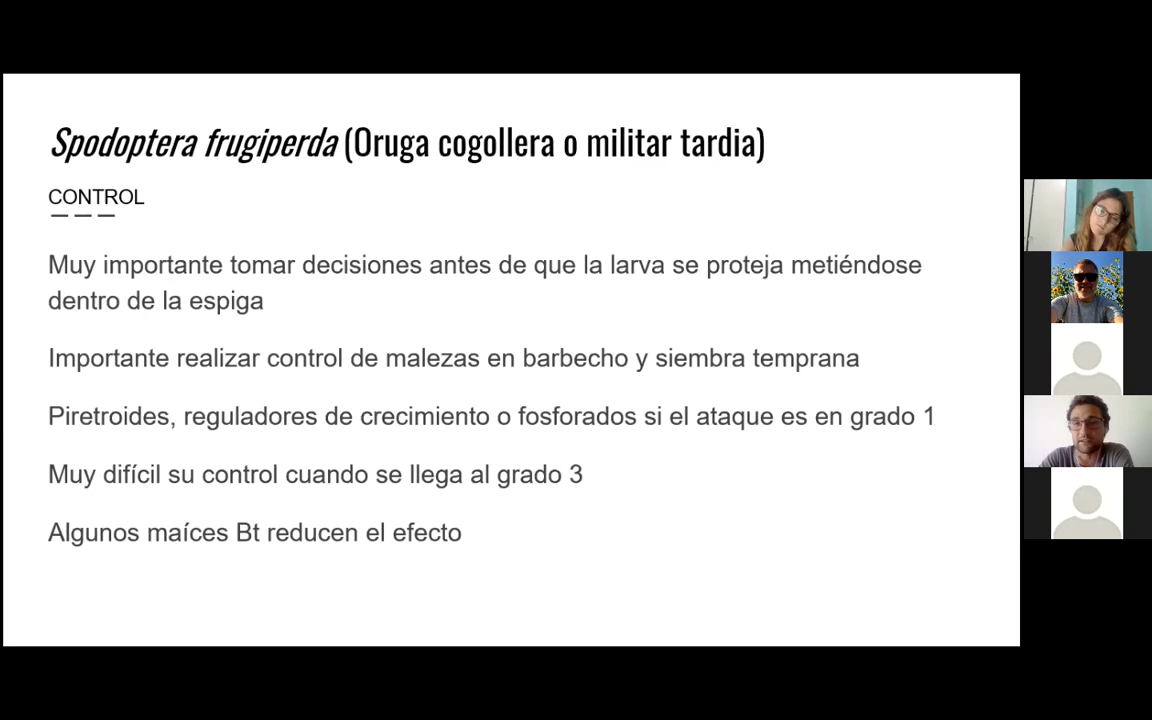 Spodoptera frugiperda (Oruga cogollera o militar tardia)
CONTROL
Muy importante tomar decisiones antes de que la larva se proteja metiéndose
dentro de la espiga
Importante realizar control de malezas en barbecho y siembra temprana
Piretroides, reguladores de crecimiento o fosforados si el ataque es en grado 1
Muy difícil su control cuando se llega al grado 3
Algunos maíces Bt reducen el efecto